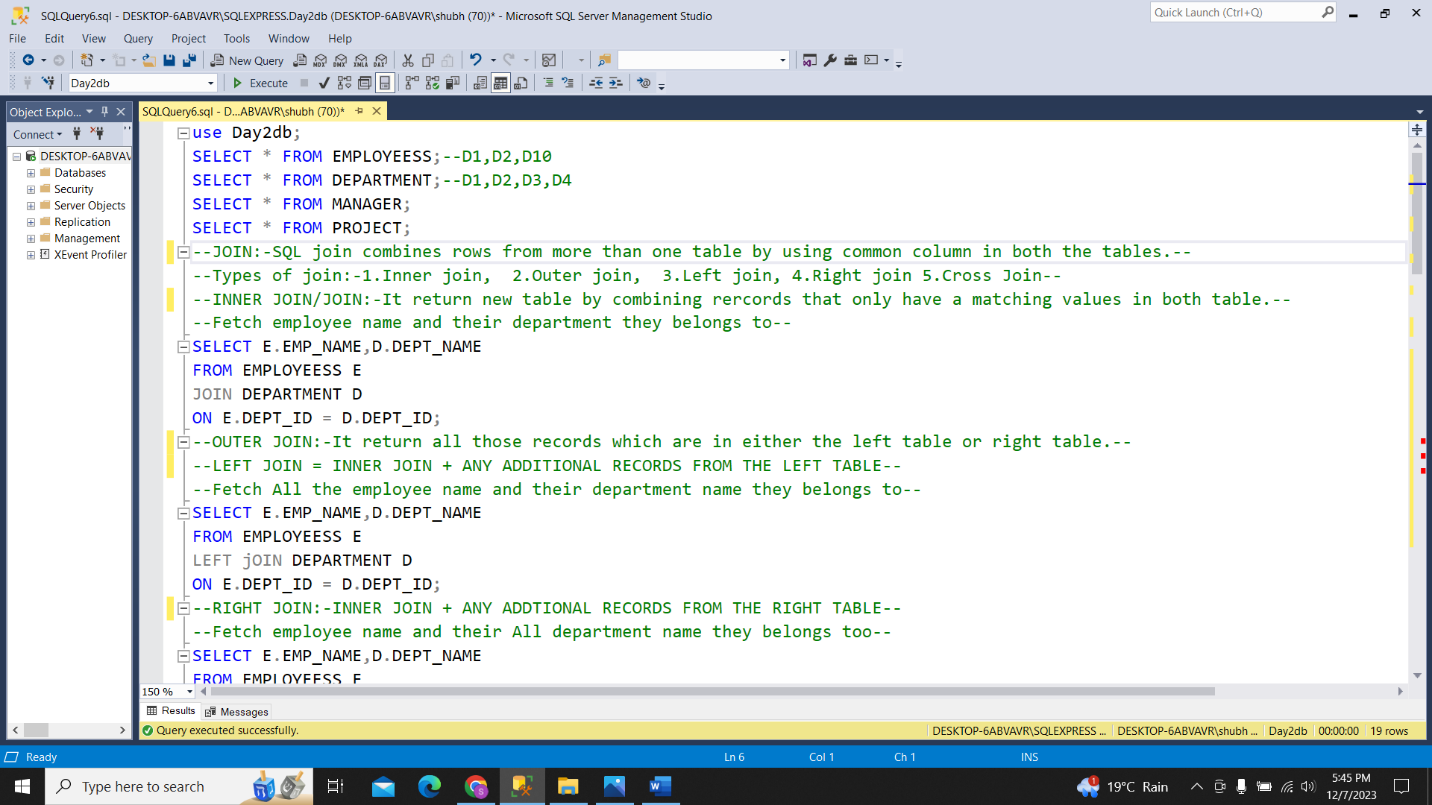 SQLQuery6.sql - DESKTOP-6ABVAVR\SQLEXPRESS.Day2db (DESKTOP-6ABVAVR\shubh (70))* - Microsoft SQL Server Management Studio
Quick Launch (Ctrl+Q)
File Edit View Query Project Tools Window Help
New Query MDX DMX XMLA DAX
Day2db Execute
Object Explo...
SQLQuery6.sql - D...ABVAVR\shubh (70))*
Connect
DESKTOP-6ABVAV
Databases
Security
Server Objects
Replication
Management
XEvent Profiler
use Day2db;
SELECT * FROM EMPLOYEESS;--D1,D2,D10
SELECT * FROM DEPARTMENT;--D1,D2,D3,D4
SELECT * FROM MANAGER;
SELECT * FROM PROJECT;
--JOIN:-SQL join combines rows from more than one table by using common column in both the tables.--
--Types of join:-1.Inner join,  2.Outer join,  3.Left join, 4.Right join 5.Cross Join--
--INNER JOIN/JOIN:-It return new table by combining rercords that only have a matching values in both table.--
--Fetch employee name and their department they belongs to--
SELECT E.EMP_NAME,D.DEPT_NAME
FROM EMPLOYEESS E
JOIN DEPARTMENT D
ON E.DEPT_ID = D.DEPT_ID;
--OUTER JOIN:-It return all those records which are in either the left table or right table.--
--LEFT JOIN = INNER JOIN + ANY ADDITIONAL RECORDS FROM THE LEFT TABLE--
--Fetch All the employee name and their department name they belongs to--
SELECT E.EMP_NAME,D.DEPT_NAME
FROM EMPLOYEESS E
LEFT jOIN DEPARTMENT D
ON E.DEPT_ID = D.DEPT_ID;
--RIGHT JOIN:-INNER JOIN + ANY ADDTIONAL RECORDS FROM THE RIGHT TABLE--
--Fetch employee name and their All department name they belongs too--
SELECT E.EMP_NAME,D.DEPT_NAME
FROM EMPLOYEESS E
150 %
Results Messages
Query executed successfully. DESKTOP-6ABVAVR\SQLEXPRESS ... DESKTOP-6ABVAVR\shubh ... Day2db 00:00:00 19 rows
Ready Ln 6 Col 1 Ch 1 INS
Type here to search
1 19°C Rain
5:45 PM
12/7/2023